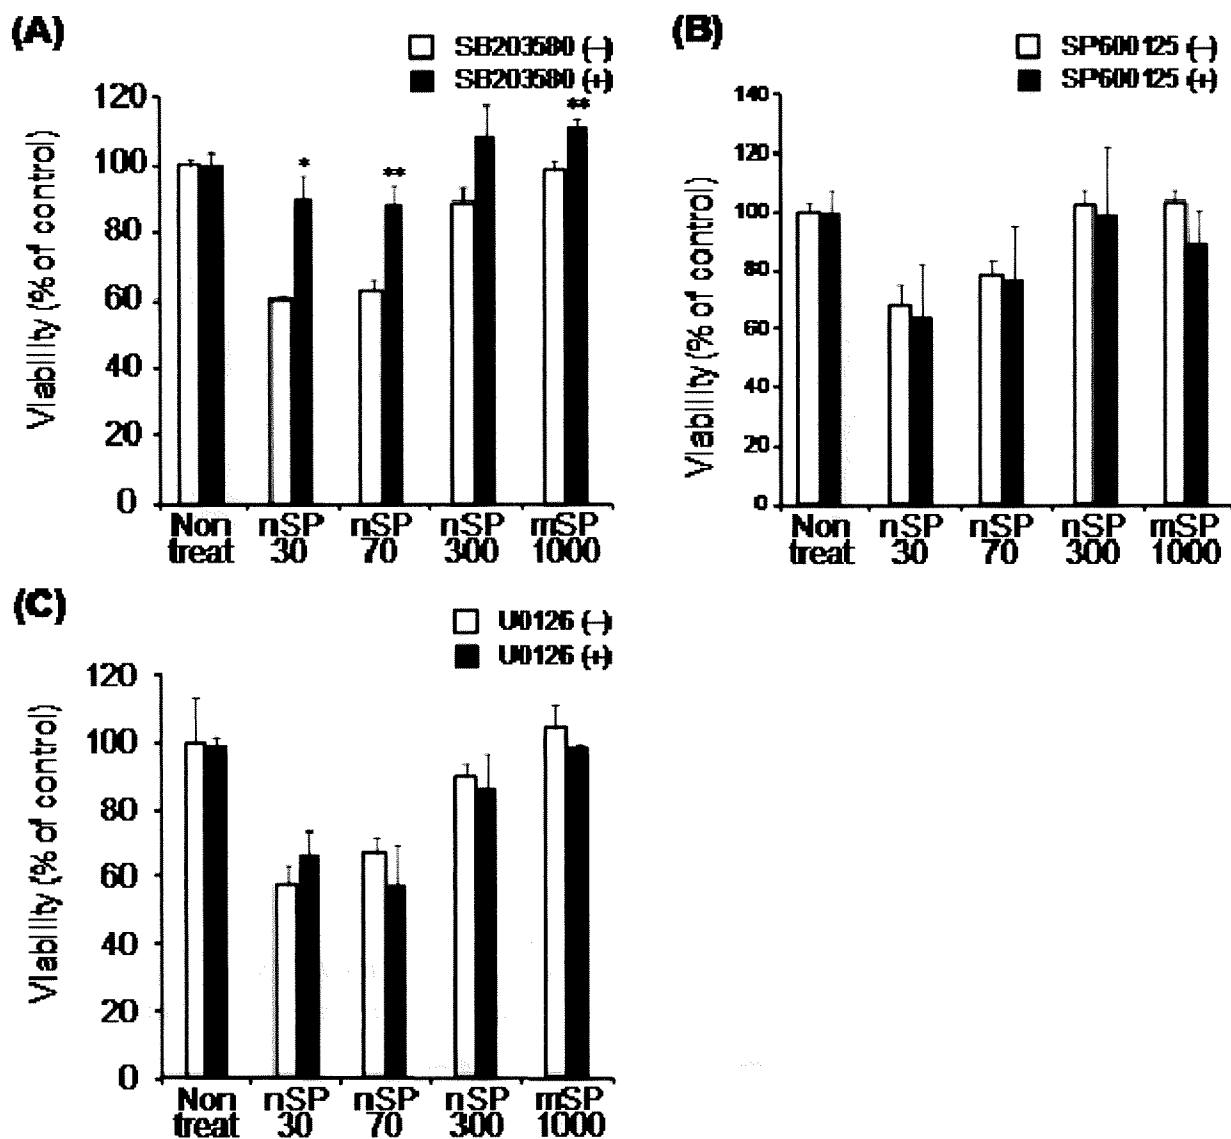 (A)
SB203580 (–)
SB203580 (+)
Viability (% of control)
120
100
80
60
40
20
0
*
**
**
Non treat
nSP 30
nSP 70
nSP 300
mSP 1000
(B)
SP600125 (–)
SP600125 (+)
Viability (% of control)
140
120
100
80
60
40
20
0
Non treat
nSP 30
nSP 70
nSP 300
mSP 1000
(C)
U0126 (–)
U0126 (+)
Viability (% of control)
120
100
80
60
40
20
0
Non treat
nSP 30
nSP 70
nSP 300
mSP 1000